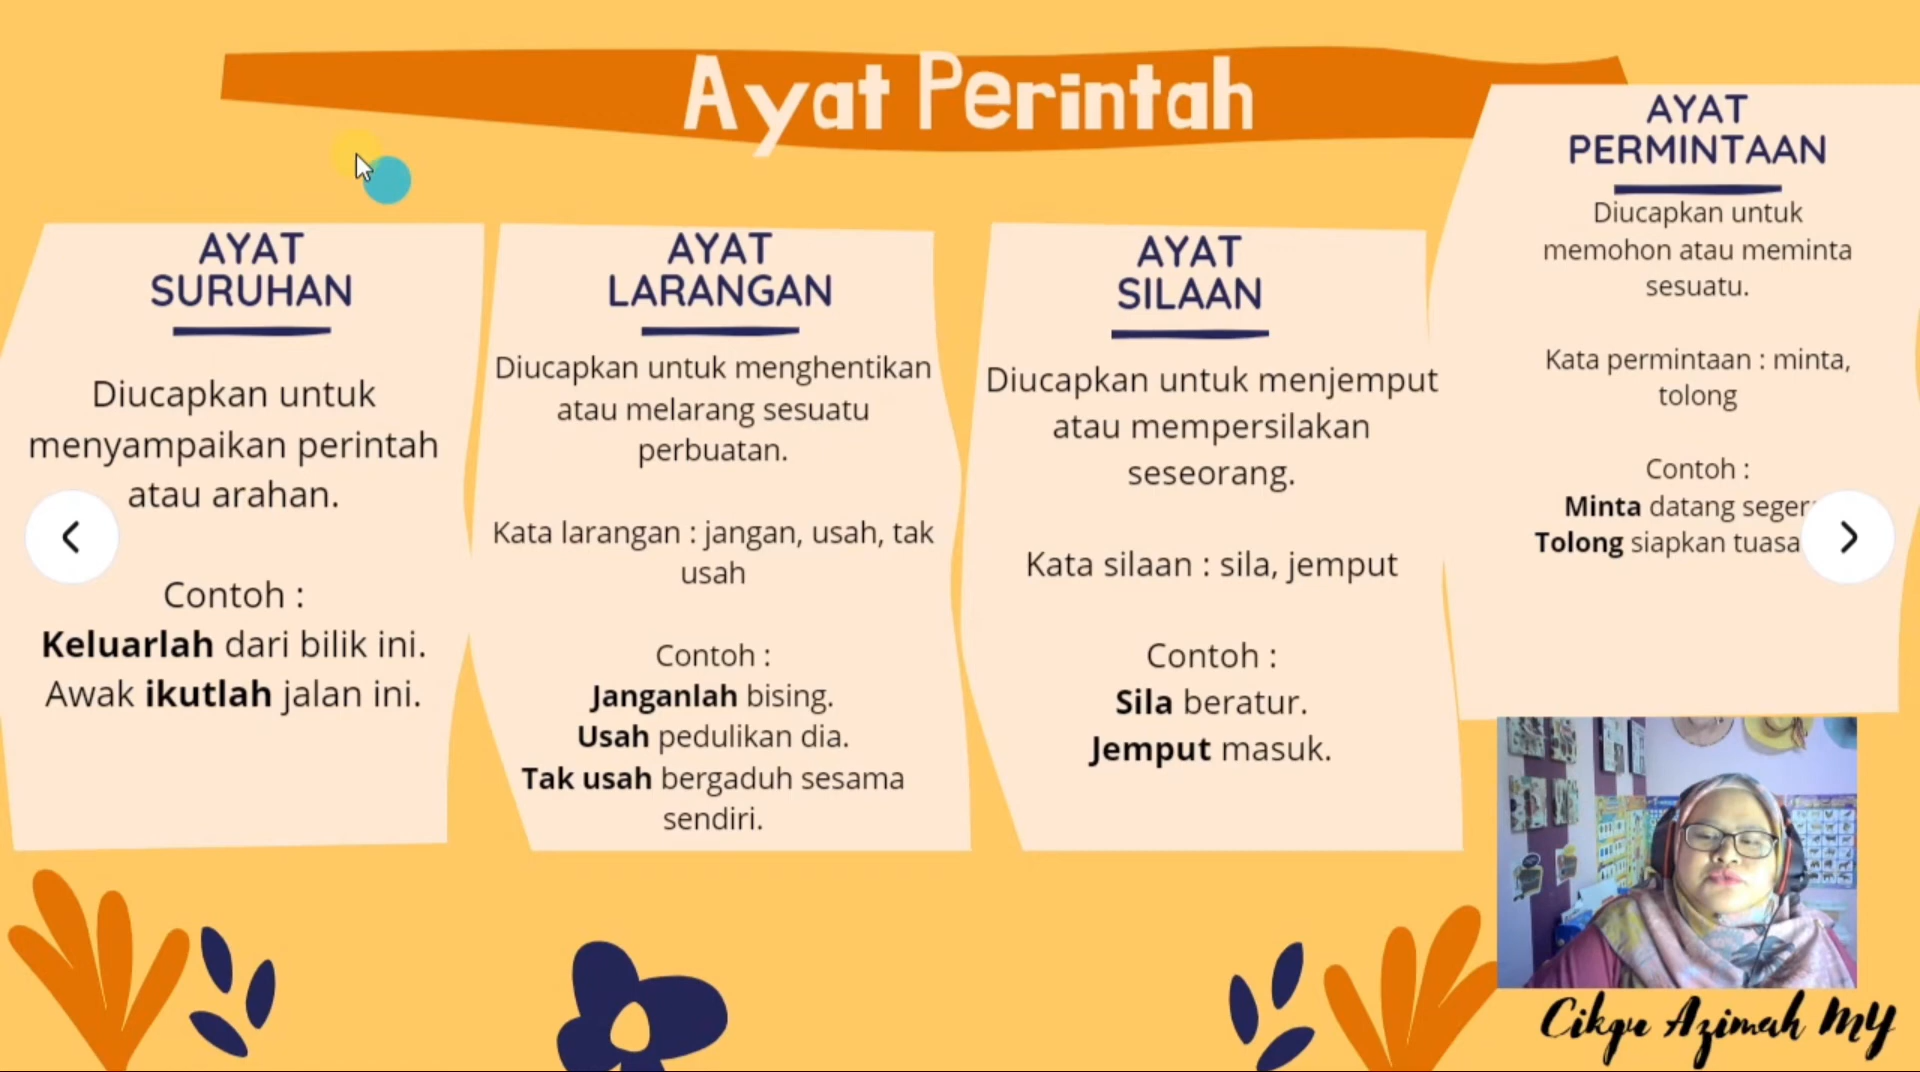 Ayat Perintah
AYAT
SURUHAN
Diucapkan untuk
menyampaikan perintah
atau arahan.
Contoh :
Keluarlah dari bilik ini.
Awak ikutlah jalan ini.
AYAT
LARANGAN
Diucapkan untuk menghentikan
atau melarang sesuatu
perbuatan.
Kata larangan : jangan, usah, tak
usah
Contoh :
Janganlah bising.
Usah pedulikan dia.
Tak usah bergaduh sesama
sendiri.
AYAT
SILAAN
Diucapkan untuk menjemput
atau mempersilakan
seseorang.
Kata silaan : sila, jemput
Contoh :
Sila beratur.
Jemput masuk.
AYAT
PERMINTAAN
Diucapkan untuk
memohon atau meminta
sesuatu.
Kata permintaan : minta,
tolong
Contoh :
Minta datang
Tolong siapkan
Cikgu Azimah MY